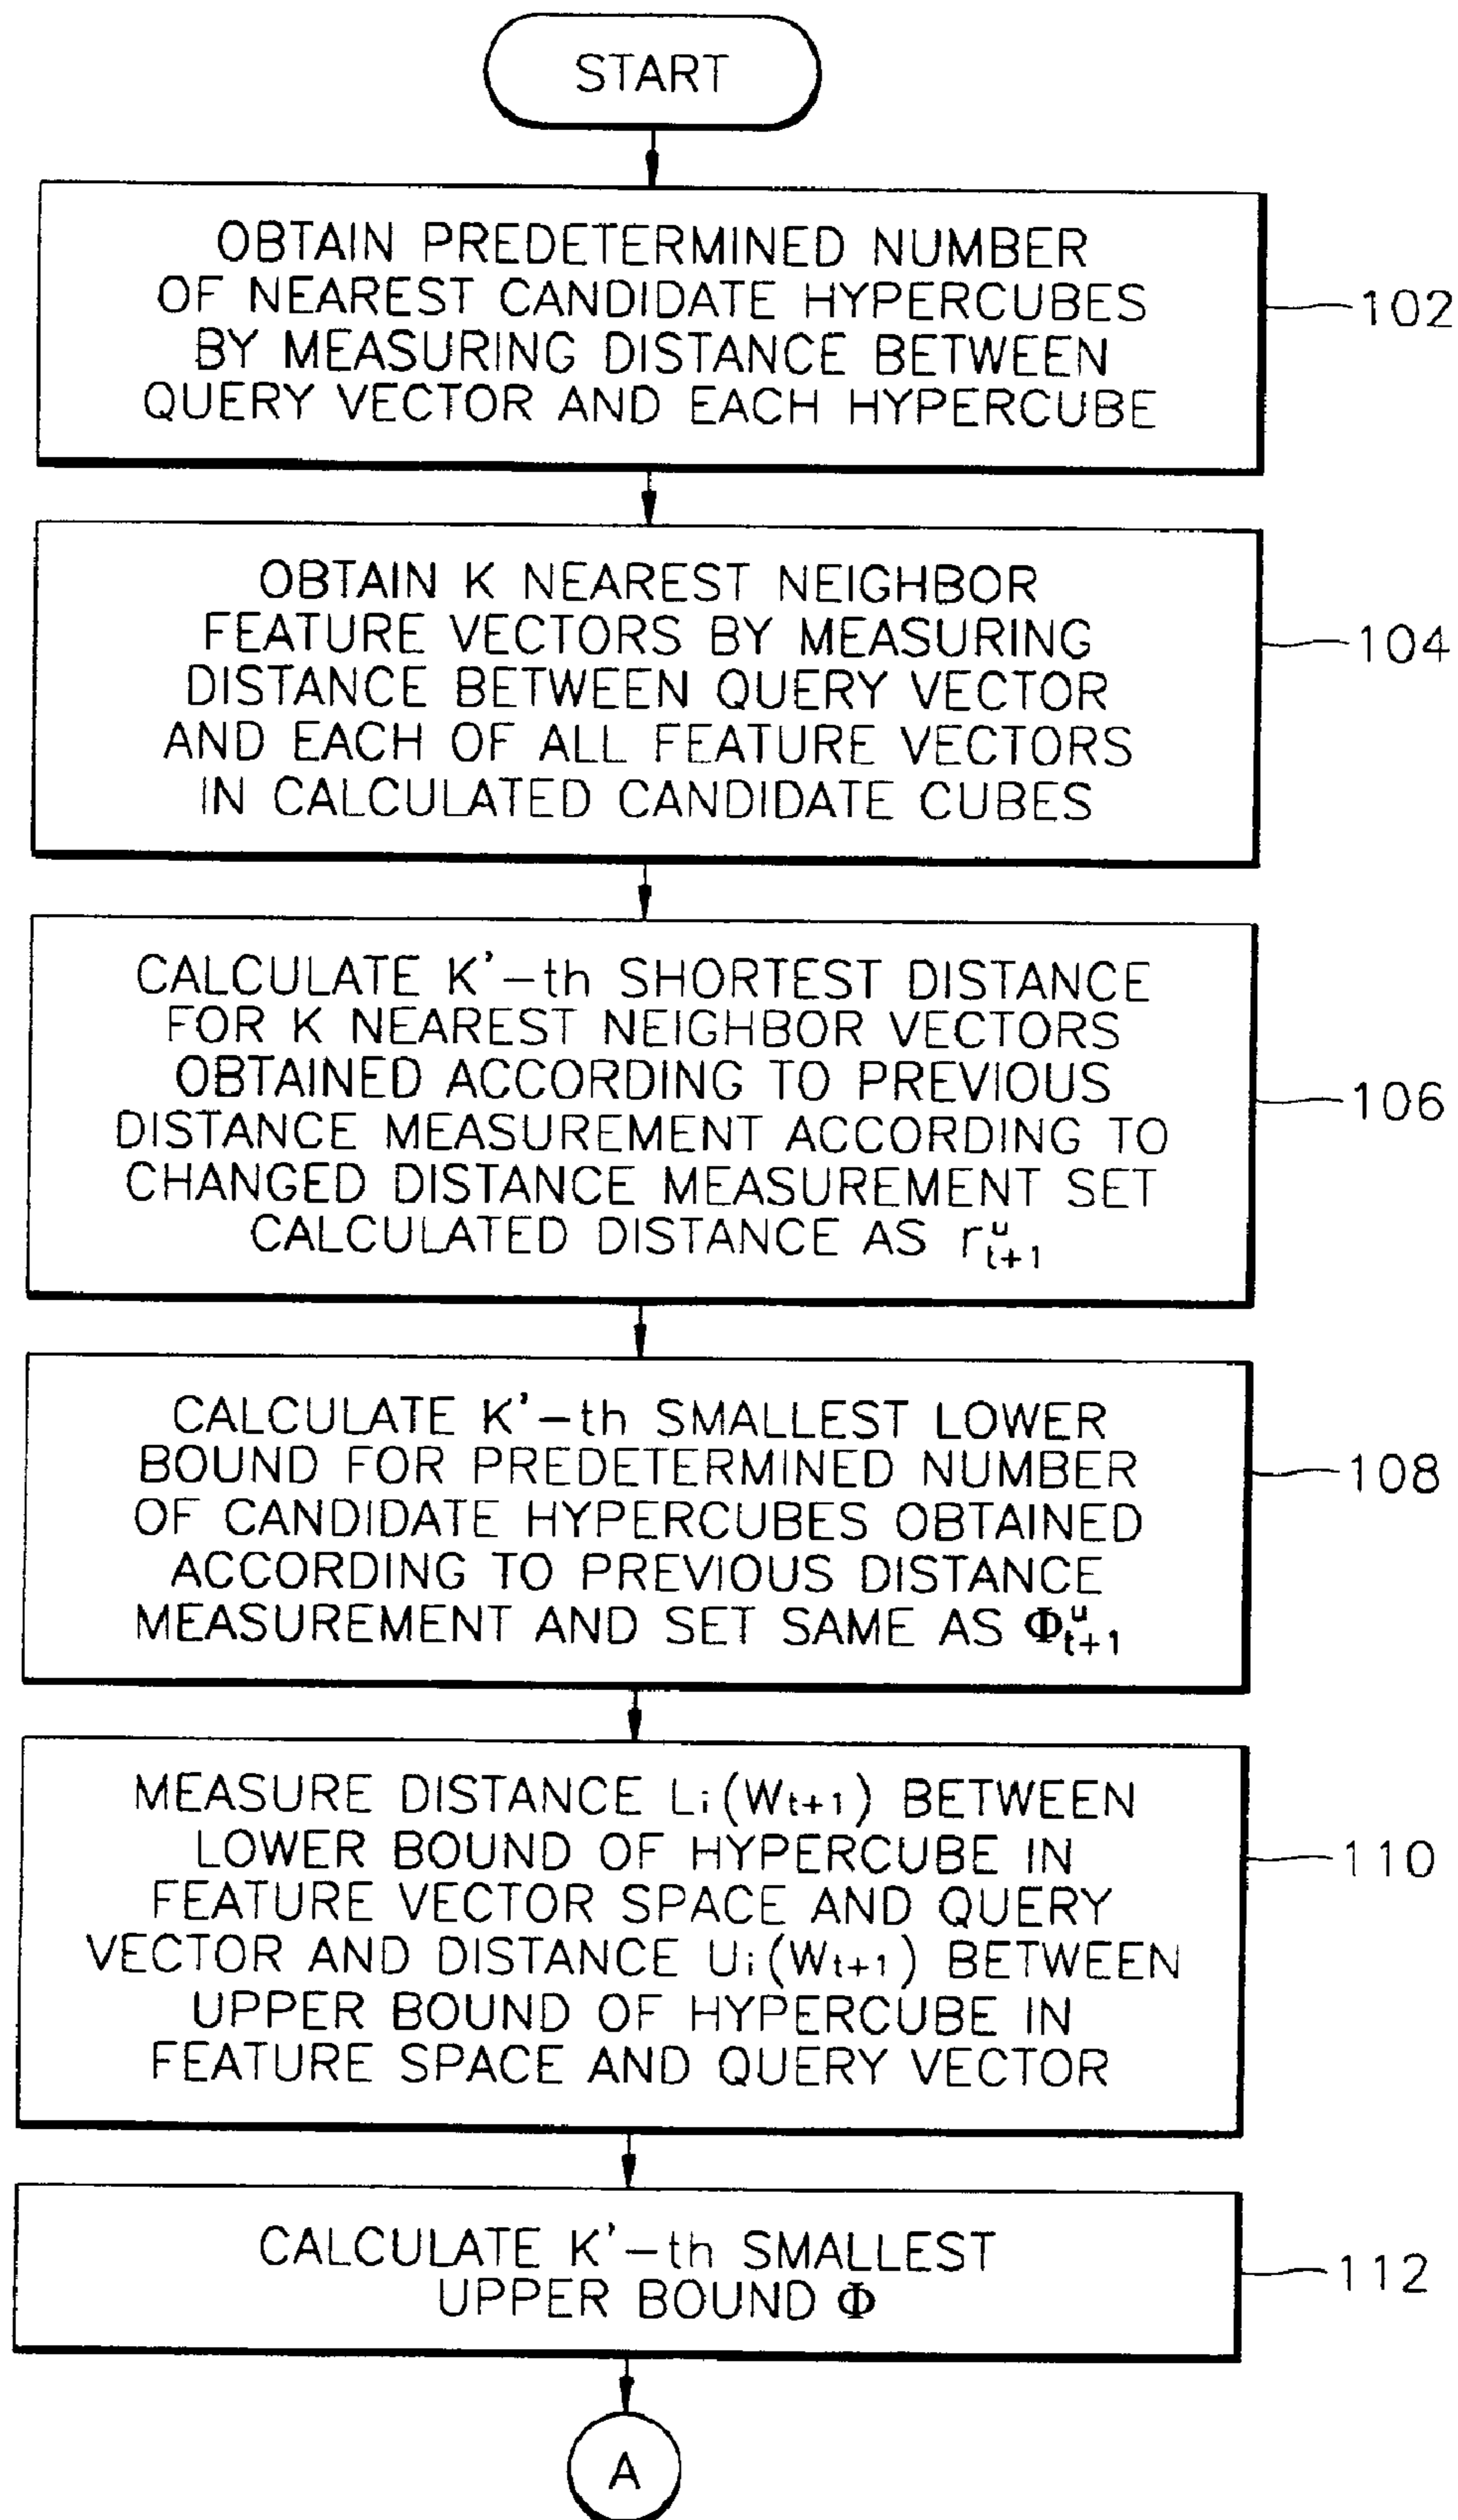 START
OBTAIN PREDETERMINED NUMBER
OF NEAREST CANDIDATE HYPERCUBES
BY MEASURING DISTANCE BETWEEN
QUERY VECTOR AND EACH HYPERCUBE
102
OBTAIN K NEAREST NEIGHBOR
FEATURE VECTORS BY MEASURING
DISTANCE BETWEEN QUERY VECTOR
AND EACH OF ALL FEATURE VECTORS
IN CALCULATED CANDIDATE CUBES
104
CALCULATE K'-th SHORTEST DISTANCE
FOR K NEAREST NEIGHBOR VECTORS
OBTAINED ACCORDING TO PREVIOUS
DISTANCE MEASUREMENT ACCORDING TO
CHANGED DISTANCE MEASUREMENT SET
CALCULATED DISTANCE AS r^u_{t+1}
106
CALCULATE K'-th SMALLEST LOWER
BOUND FOR PREDETERMINED NUMBER
OF CANDIDATE HYPERCUBES OBTAINED
ACCORDING TO PREVIOUS DISTANCE
MEASUREMENT AND SET SAME AS Φ^u_{t+1}
108
MEASURE DISTANCE Li(Wt+1) BETWEEN
LOWER BOUND OF HYPERCUBE IN
FEATURE VECTOR SPACE AND QUERY
VECTOR AND DISTANCE Ui(Wt+1) BETWEEN
UPPER BOUND OF HYPERCUBE IN
FEATURE SPACE AND QUERY VECTOR
110
CALCULATE K'-th SMALLEST
UPPER BOUND Φ
112
A